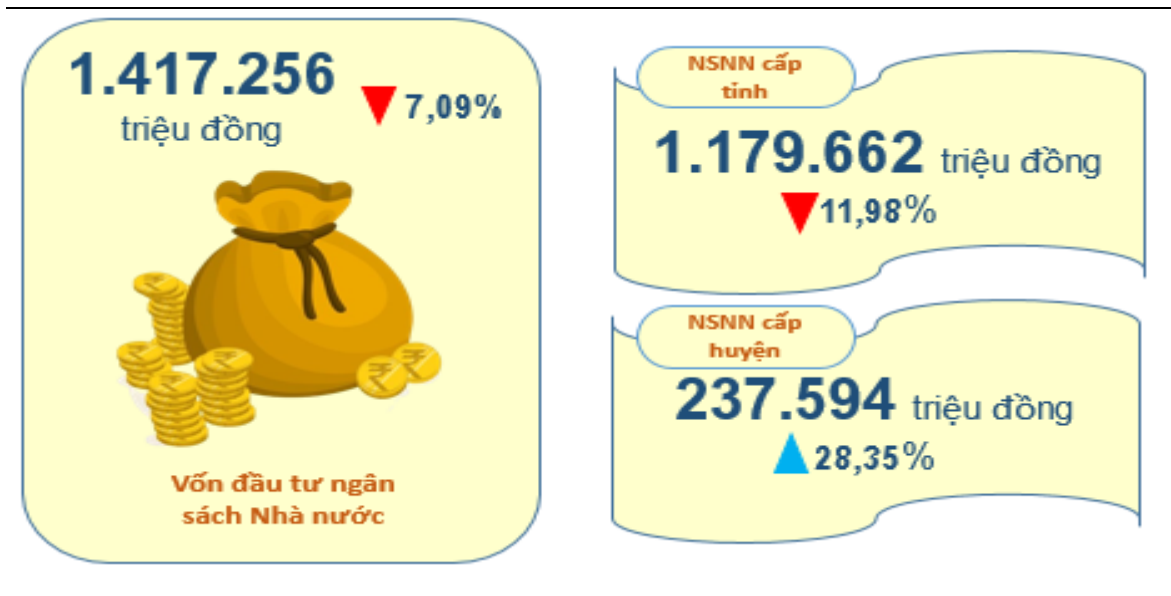 1.417.256
triệu đồng
7,09%
Vốn đầu tư ngân
sách Nhà nước
NSNN cấp
tỉnh
1.179.662 triệu đồng
11,98%
NSNN cấp
huyện
237.594 triệu đồng
28,35%